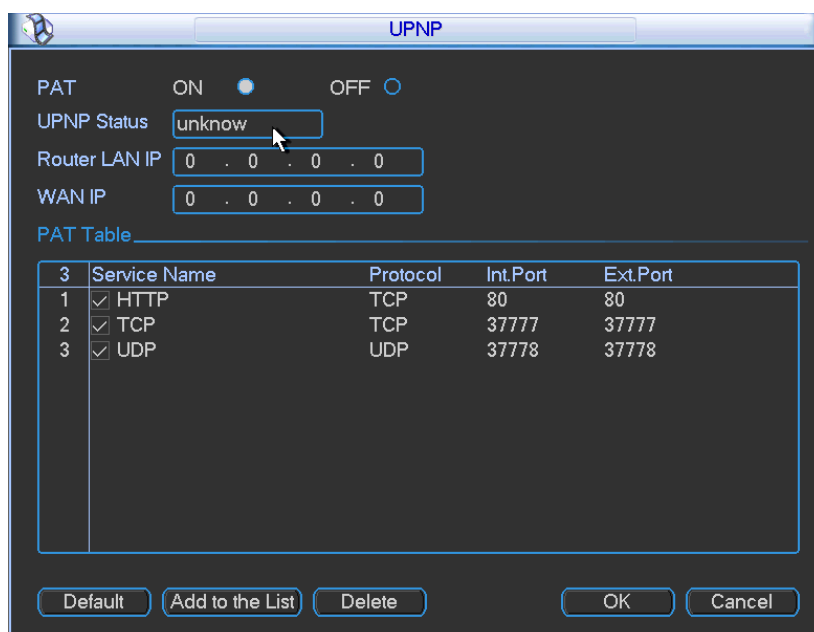 UPNP
PAT ON OFF
UPNP Status unknow
Router LAN IP 0 . 0 . 0 . 0
WAN IP 0 . 0 . 0 . 0
PAT Table
3 Service Name Protocol Int.Port Ext.Port
1 HTTP TCP 80 80
2 TCP TCP 37777 37777
3 UDP UDP 37778 37778
Default Add to the List Delete OK Cancel